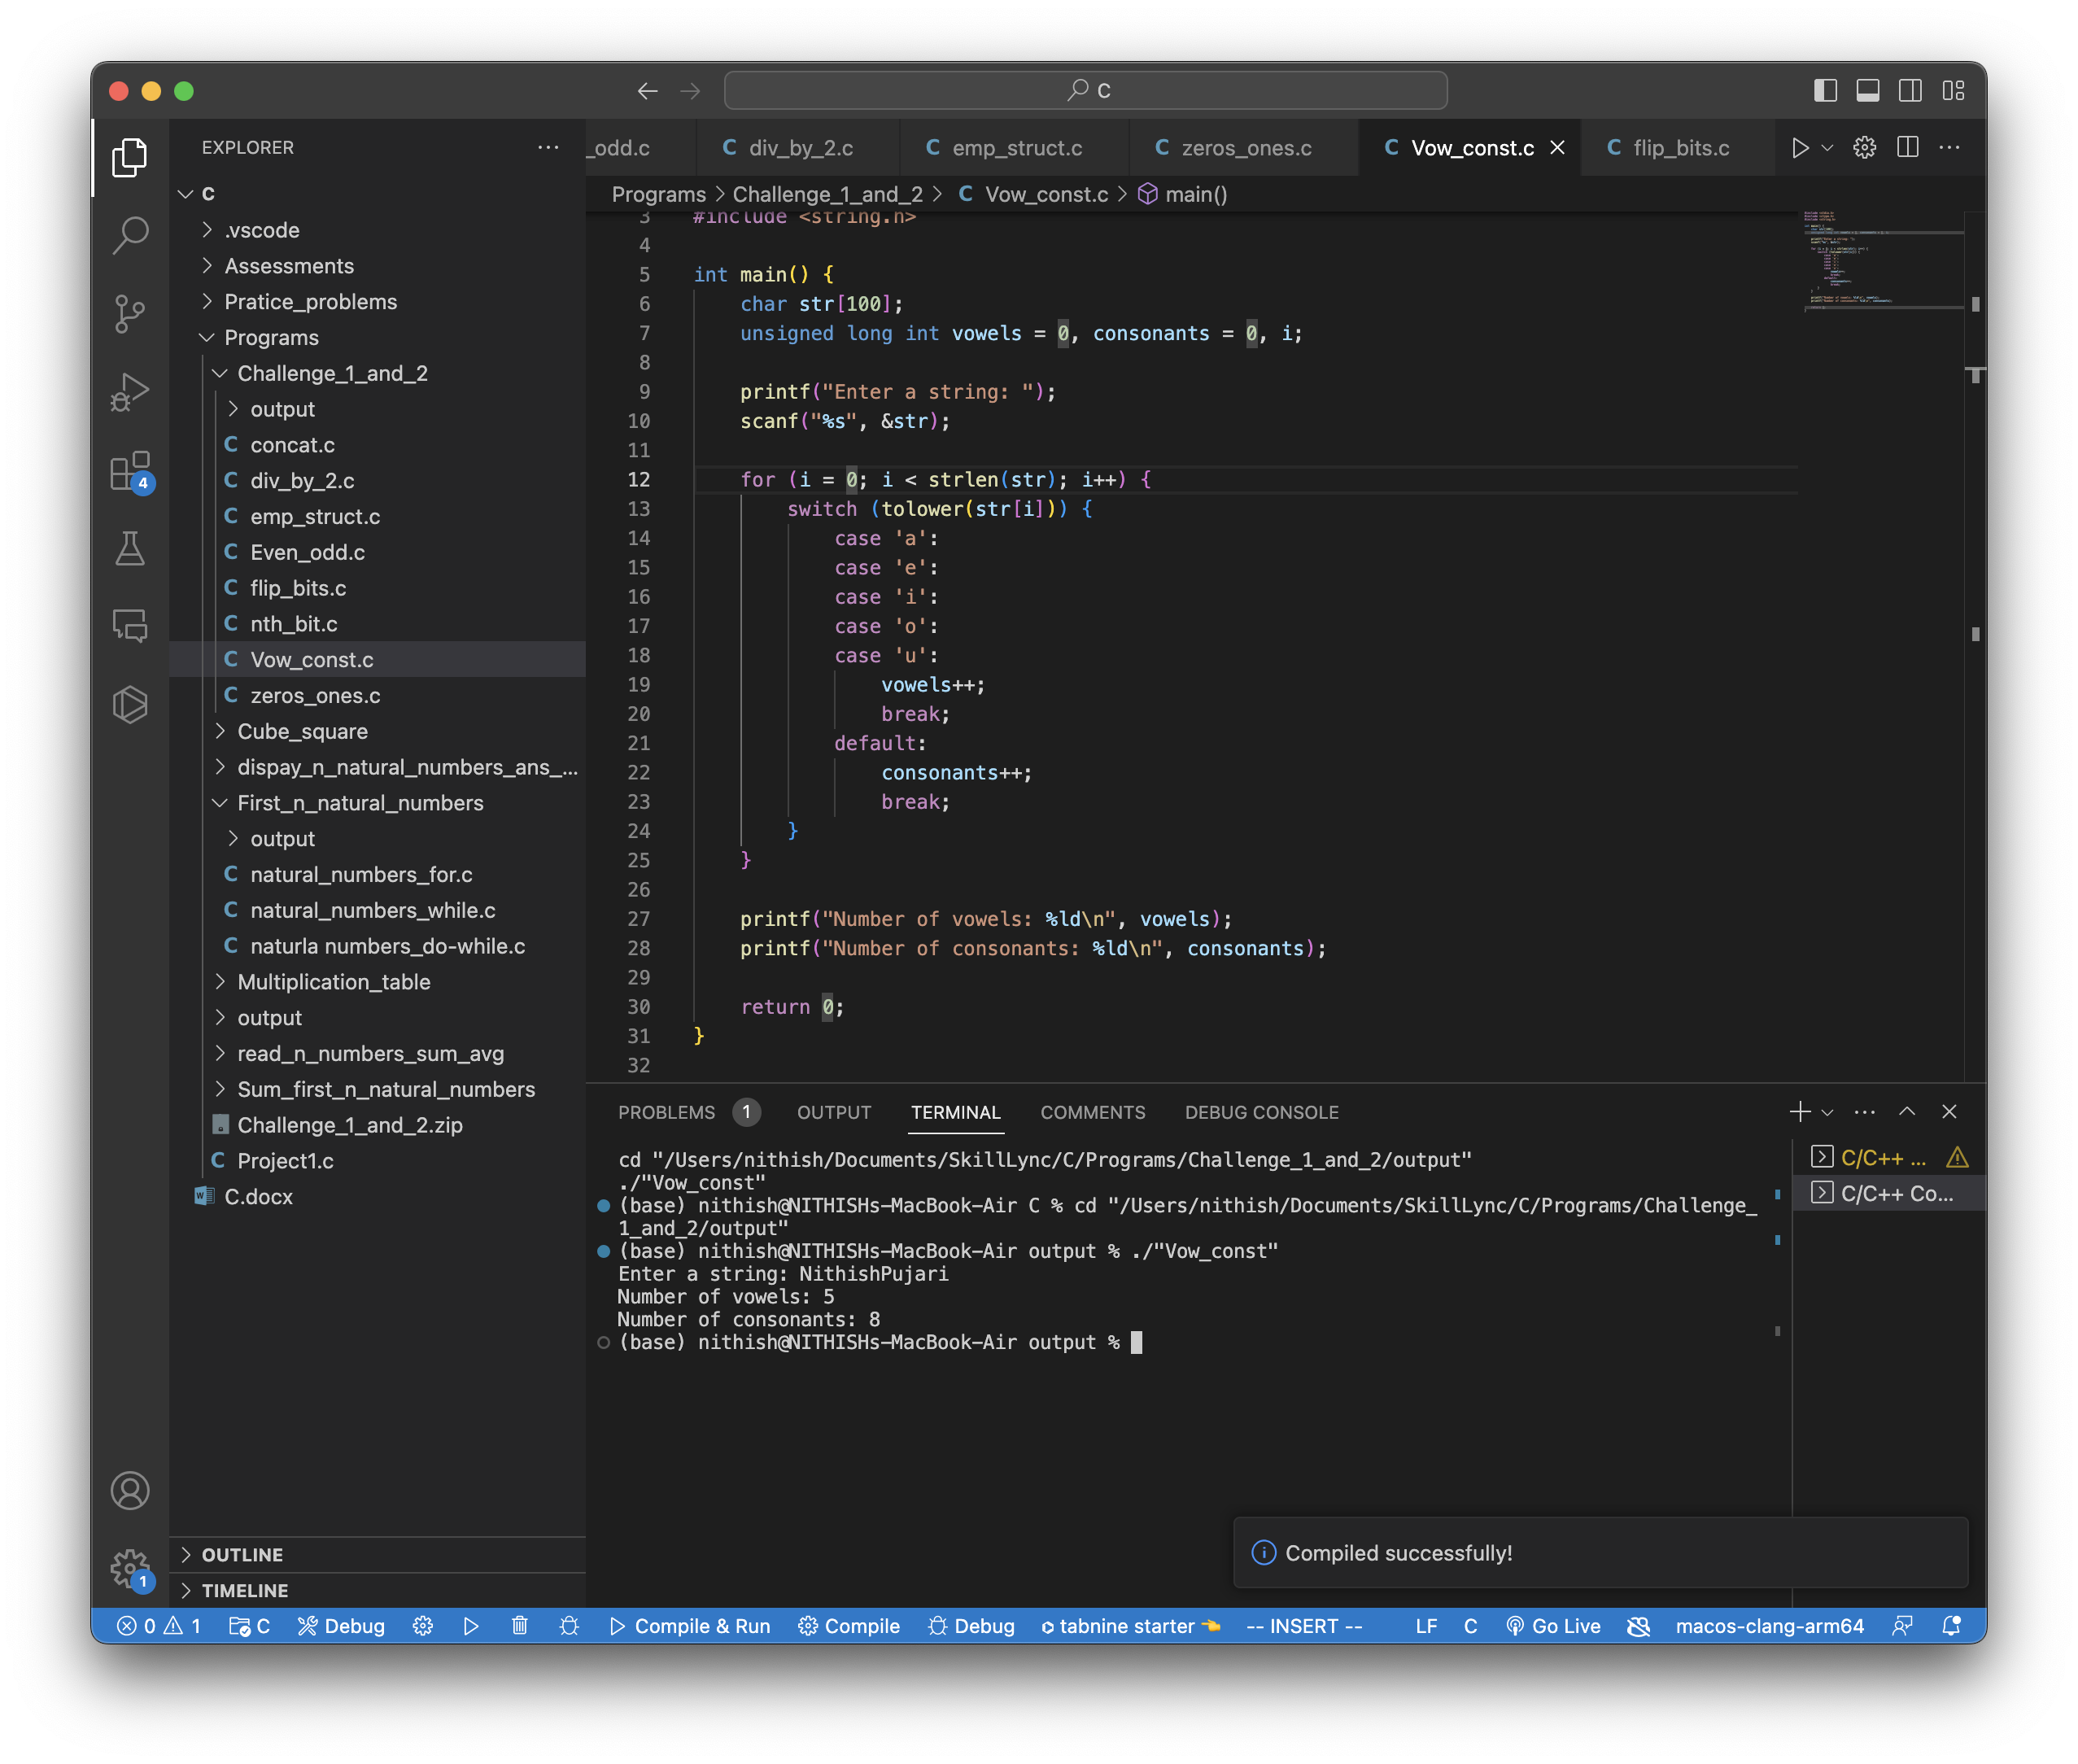 C
EXPLORER
C
.vscode
Assessments
Pratice_problems
Programs
Challenge_1_and_2
output
C concat.c
C div_by_2.c
C emp_struct.c
C Even_odd.c
C flip_bits.c
C nth_bit.c
C Vow_const.c
C zeros_ones.c
Cube_square
dispay_n_natural_numbers_ans_...
First_n_natural_numbers
output
C natural_numbers_for.c
C natural_numbers_while.c
C naturla numbers_do-while.c
Multiplication_table
output
read_n_numbers_sum_avg
Sum_first_n_natural_numbers
Challenge_1_and_2.zip
C Project1.c
C.docx
OUTLINE
TIMELINE
4
1
_odd.c C div_by_2.c C emp_struct.c C zeros_ones.c C Vow_const.c C flip_bits.c
Programs > Challenge_1_and_2 > C Vow_const.c > main()
3 #include <string.h>
4
5 int main() {
6 char str[100];
7 unsigned long int vowels = 0, consonants = 0, i;
8
9 printf("Enter a string: ");
10 scanf("%s", &str);
11
12 for (i = 0; i < strlen(str); i++) {
13 switch (tolower(str[i])) {
14 case 'a':
15 case 'e':
16 case 'i':
17 case 'o':
18 case 'u':
19 vowels++;
20 break;
21 default:
22 consonants++;
23 break;
24 }
25 }
26
27 printf("Number of vowels: %ld\n", vowels);
28 printf("Number of consonants: %ld\n", consonants);
29
30 return 0;
31 }
32
PROBLEMS 1 OUTPUT TERMINAL COMMENTS DEBUG CONSOLE
cd "/Users/nithish/Documents/SkillLync/C/Programs/Challenge_1_and_2/output"
./"Vow_const"
(base) nithish@NITHISHs-MacBook-Air C % cd "/Users/nithish/Documents/SkillLync/C/Programs/Challenge_
1_and_2/output"
(base) nithish@NITHISHs-MacBook-Air output % ./"Vow_const"
Enter a string: NithishPujari
Number of vowels: 5
Number of consonants: 8
(base) nithish@NITHISHs-MacBook-Air output %
C/C++ ...
C/C++ Co...
Compiled successfully!
0 1 C Debug Compile & Run Compile Debug tabnine starter -- INSERT -- LF C Go Live macos-clang-arm64